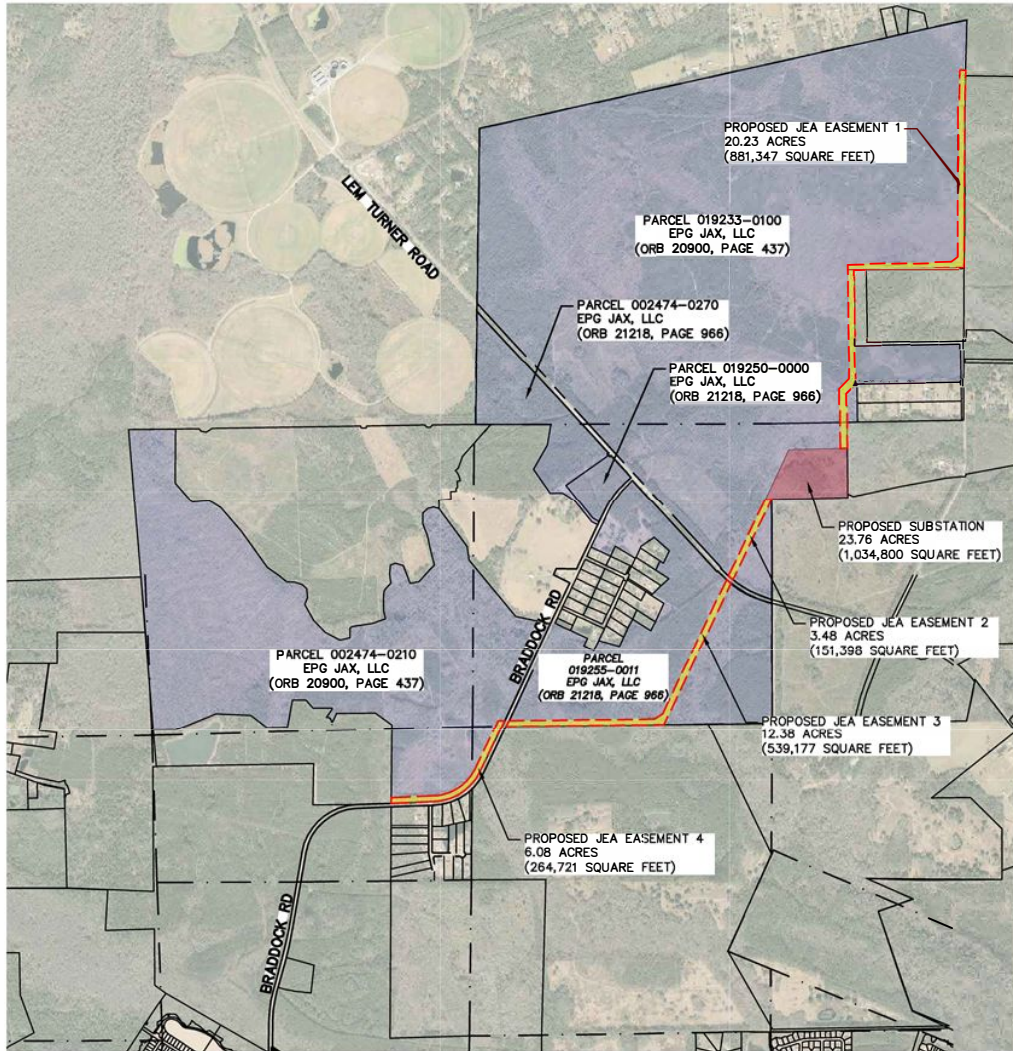 PROPOSED JEA EASEMENT 1
20.23 ACRES
(881,347 SQUARE FEET)
LEM TURNER ROAD
PARCEL 019233-0100
EPG JAX, LLC
(ORB 20900, PAGE 437)
PARCEL 002474-0270
EPG JAX, LLC
(ORB 21218, PAGE 966)
PARCEL 019250-0000
EPG JAX, LLC
(ORB 21218, PAGE 966)
PROPOSED SUBSTATION
23.76 ACRES
(1,034,800 SQUARE FEET)
BRADDOCK RD
PROPOSED JEA EASEMENT 2
3.48 ACRES
(151,398 SQUARE FEET)
PARCEL 002474-0210
EPG JAX, LLC
(ORB 20900, PAGE 437)
PARCEL
019255-0011
EPG JAX, LLC
(ORB 21218, PAGE 966)
PROPOSED JEA EASEMENT 3
12.38 ACRES
(539,177 SQUARE FEET)
PROPOSED JEA EASEMENT 4
6.08 ACRES
(264,721 SQUARE FEET)
BRADDOCK RD